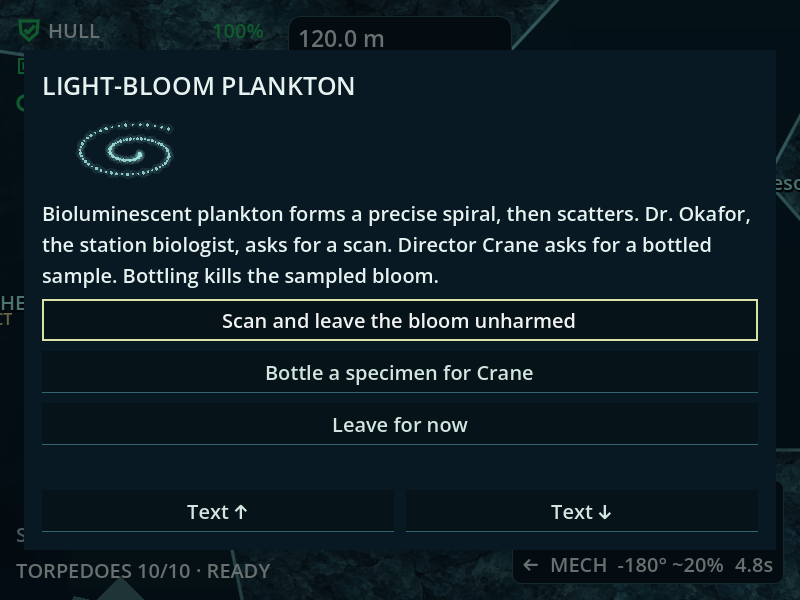 HULL 100%
120.0 m
LIGHT-BLOOM PLANKTON
Bioluminescent plankton forms a precise spiral, then scatters. Dr. Okafor,
the station biologist, asks for a scan. Director Crane asks for a bottled
sample. Bottling kills the sampled bloom.
Scan and leave the bloom unharmed
Bottle a specimen for Crane
Leave for now
Text ↑ Text ↓
TORPEDOES 10/10 · READY
← MECH -180° ~20% 4.8s